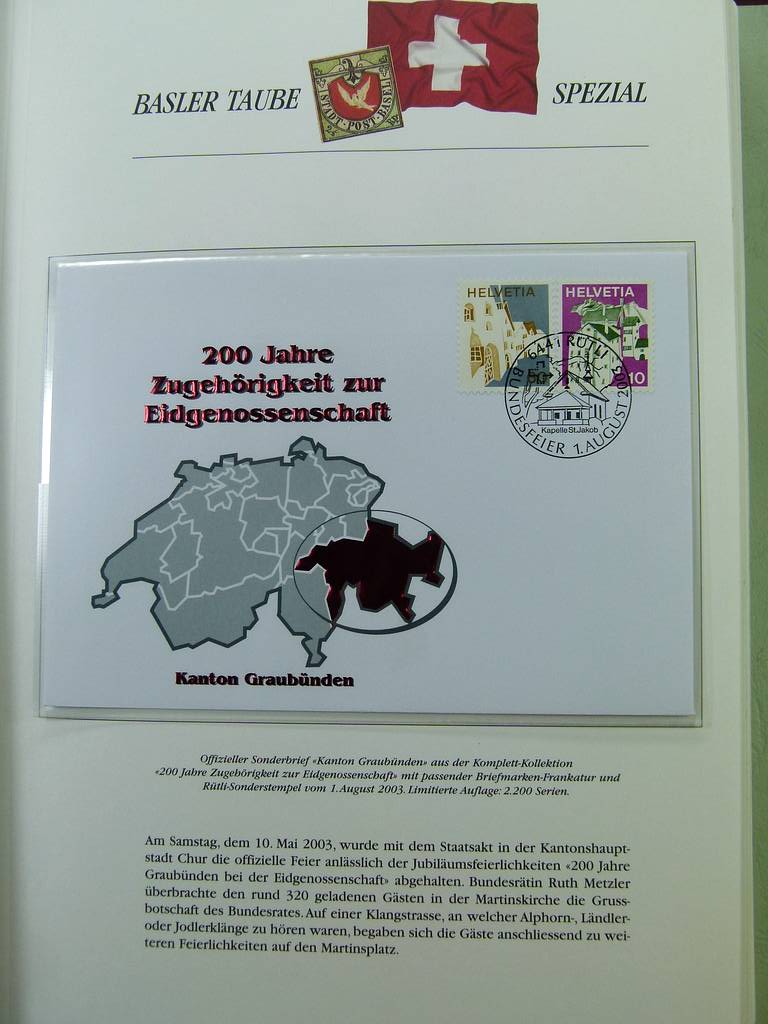 BASLER TAUBE SPEZIAL
STADT-POST-BASEL
HELVETIA HELVETIA
50 10
6441 RÜTLI
BUNDESFEIER 1. AUGUST 2003
Kapelle St. Jakob
200 Jahre
Zugehörigkeit zur
Eidgenossenschaft
Kanton Graubünden
Offizieller Sonderbrief «Kanton Graubünden» aus der Komplett-Kollektion
«200 Jahre Zugehörigkeit zur Eidgenossenschaft» mit passender Briefmarken-Frankatur und
Rütli-Sonderstempel vom 1. August 2003. Limitierte Auflage: 2.200 Serien.
Am Samstag, dem 10. Mai 2003, wurde mit dem Staatsakt in der Kantonshaupt-
stadt Chur die offizielle Feier anlässlich der Jubiläumsfeierlichkeiten «200 Jahre
Graubünden bei der Eidgenossenschaft» abgehalten. Bundesrätin Ruth Metzler
überbrachte den rund 320 geladenen Gästen in der Martinskirche die Gruss-
botschaft des Bundesrates. Auf einer Klangstrasse, an welcher Alphorn-, Ländler-
oder Jodlerklänge zu hören waren, begaben sich die Gäste anschliessend zu wei-
teren Feierlichkeiten auf den Martinsplatz.